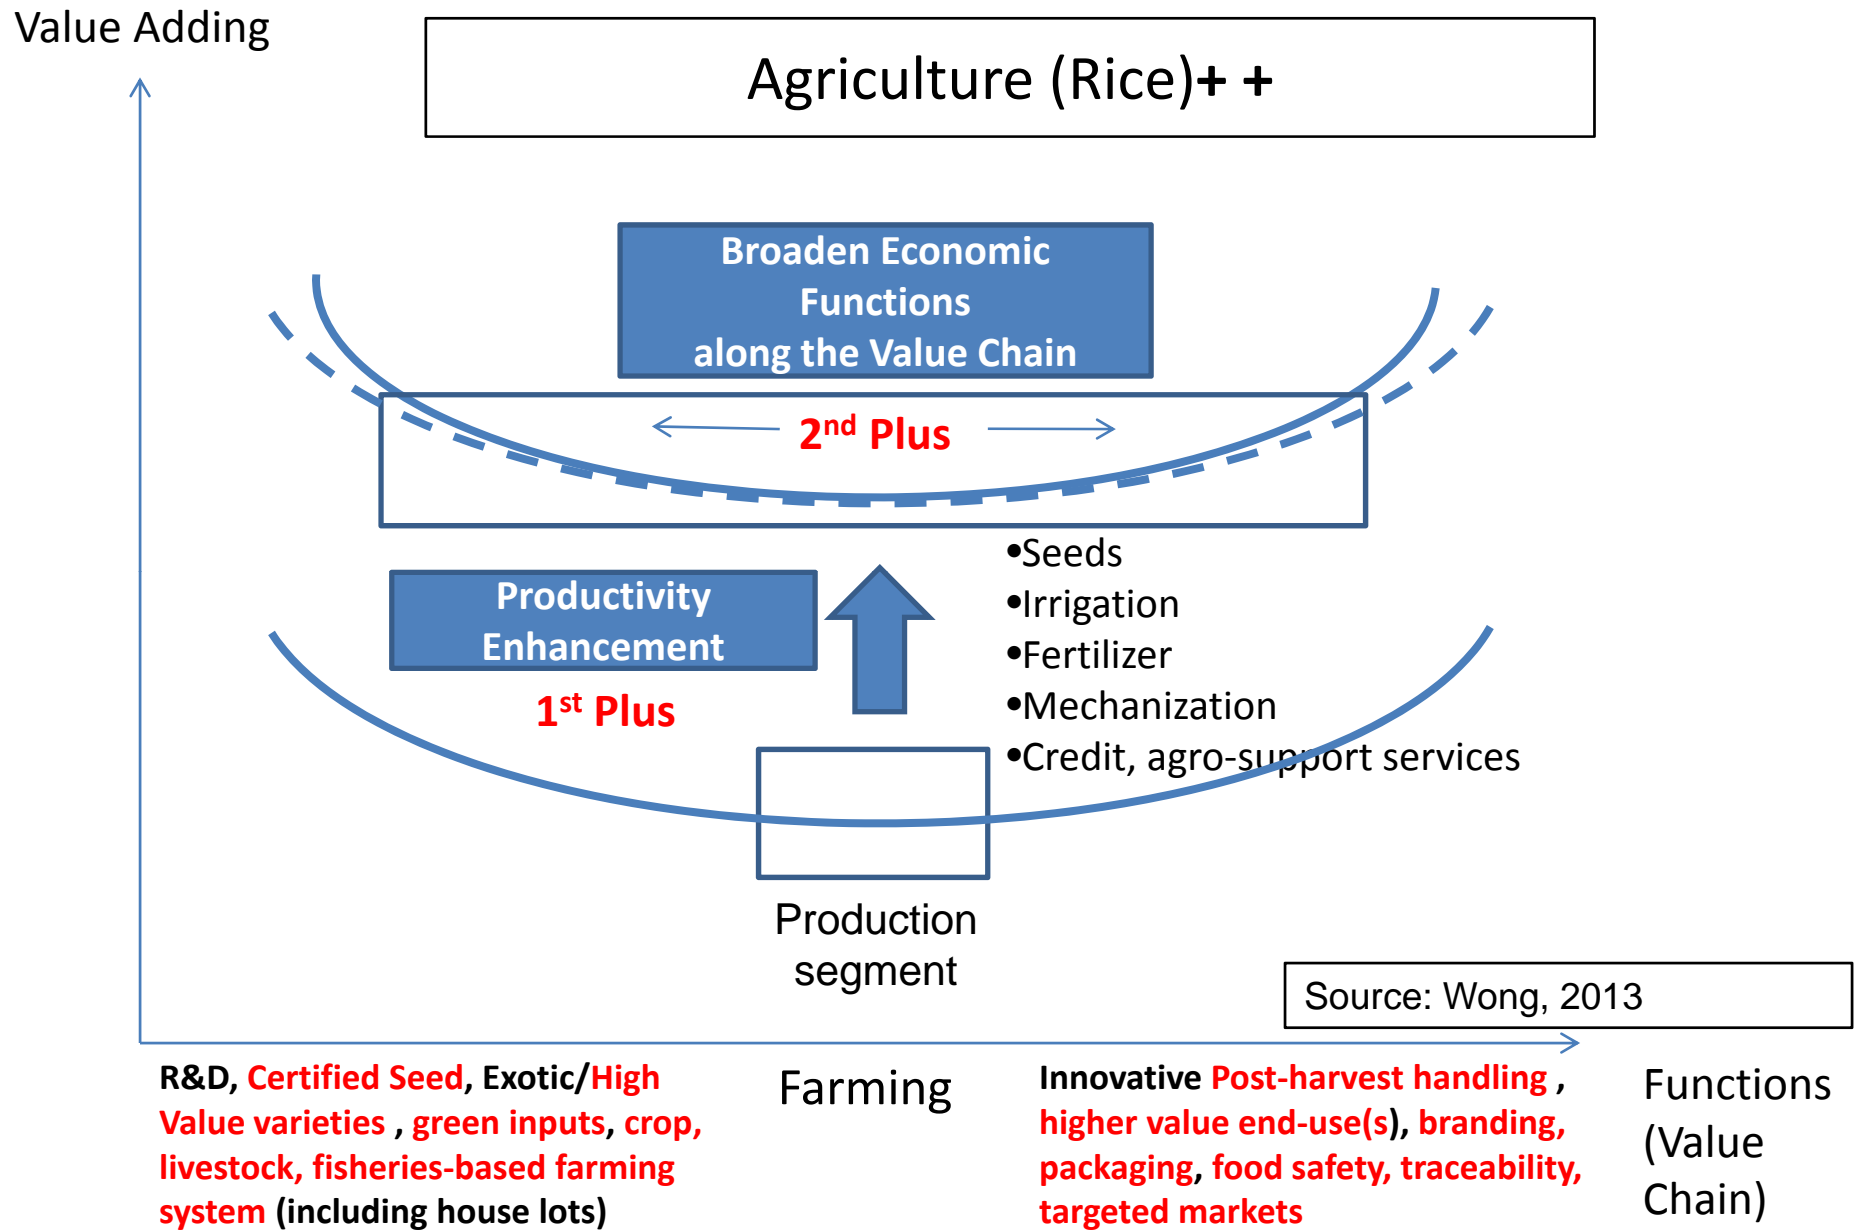 Value Adding
Agriculture (Rice)+ +
Broaden Economic
Functions
along the Value Chain
2nd Plus
•Seeds
•Irrigation
•Fertilizer
•Mechanization
•Credit, agro-support services
Productivity
Enhancement
1st Plus
Production
segment
Source: Wong, 2013
R&D, Certified Seed, Exotic/High
Value varieties , green inputs, crop,
livestock, fisheries-based farming
system (including house lots)
Farming
Innovative Post-harvest handling ,
higher value end-use(s), branding,
packaging, food safety, traceability,
targeted markets
Functions
(Value
Chain)